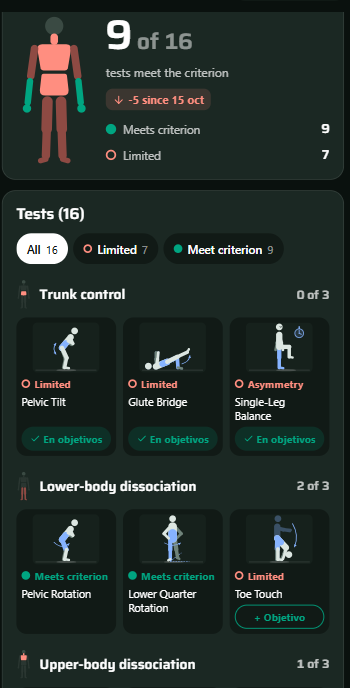 9 of 16
tests meet the criterion
↓ -5 since 15 oct
Meets criterion 9
Limited 7
Tests (16)
All 16 Limited 7 Meet criterion 9
Trunk control 0 of 3
Limited
Pelvic Tilt
✓ En objetivos
Limited
Glute Bridge
✓ En objetivos
Asymmetry
Single-Leg
Balance
✓ En objetivos
Lower-body dissociation 2 of 3
Meets criterion
Pelvic Rotation
Meets criterion
Lower Quarter
Rotation
Limited
Toe Touch
+ Objetivo
Upper-body dissociation 1 of 3